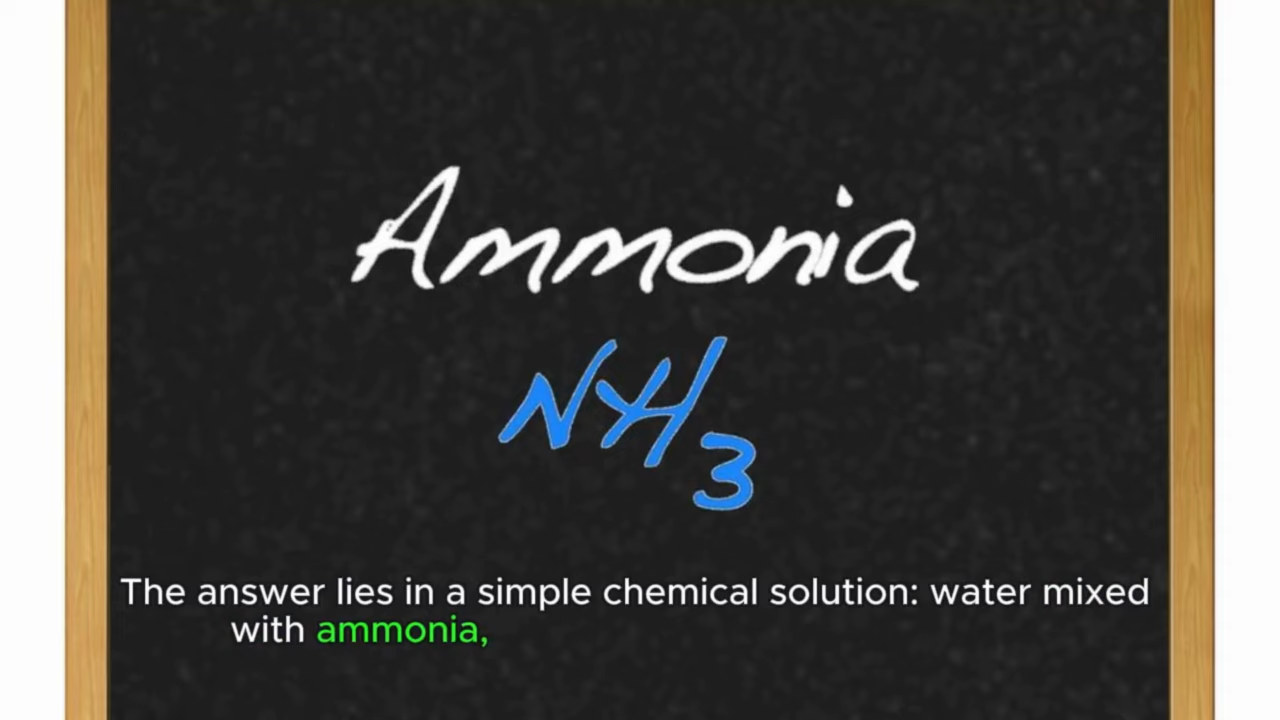 Ammonia
NH3
The answer lies in a simple chemical solution: water mixed
with ammonia,